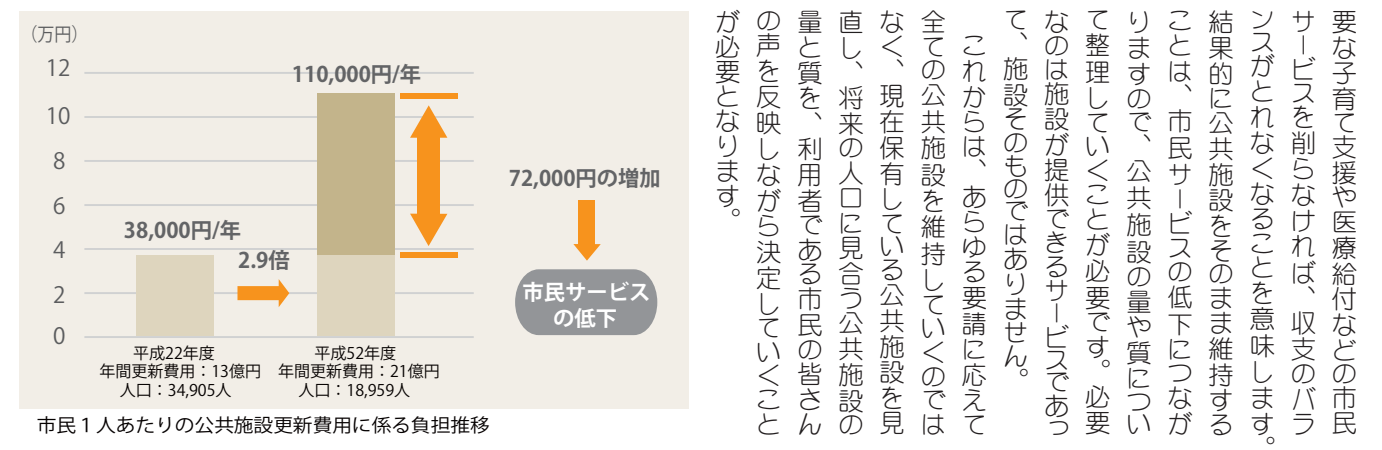 (万円)
12
10
8
6
4
2
0
38,000円/年
2.9倍
110,000円/年
72,000円の増加
市民サービス
の低下
平成22年度
年間更新費用：13億円
人口：34,905人
平成52年度
年間更新費用：21億円
人口：18,959人
市民１人あたりの公共施設更新費用に係る負担推移
要な子育て支援や医療給付などの市民
サービスを削らなければ、収支のバラ
ンスがとれなくなることを意味します。
結果的に公共施設をそのまま維持する
ことは、市民サービスの低下につなが
りますので、公共施設の量や質につい
て整理していくことが必要です。必要
なのは施設が提供できるサービスであっ
て、施設そのものではありません。
これからは、あらゆる要請に応えて
全ての公共施設を維持していくのでは
なく、現在保有している公共施設を見
直し、将来の人口に見合う公共施設の
量と質を、利用者である市民の皆さん
の声を反映しながら決定していくこと
が必要となります。